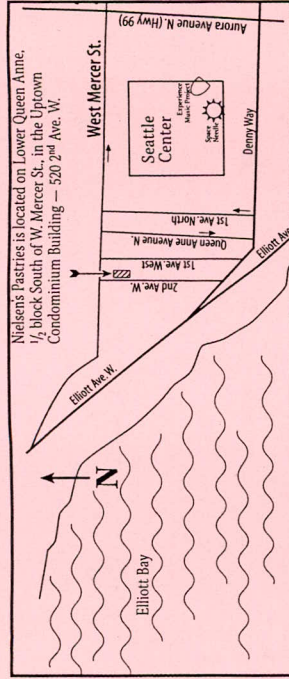 Nielsen's Pastries is located on Lower Queen Anne,
½ block South of W. Mercer St., in the Uptown
Condominium Building — 520 2nd Ave. W.
West Mercer St.
Aurora Avenue N. (Hwy 99)
Seattle
Center
Experience
Music Project
Space
Needle
Denny Way
1st Ave. North
Queen Anne Avenue N.
1st Ave. West
2nd Ave. W.
Elliott Ave. W.
Elliott Ave
N
Elliott Bay